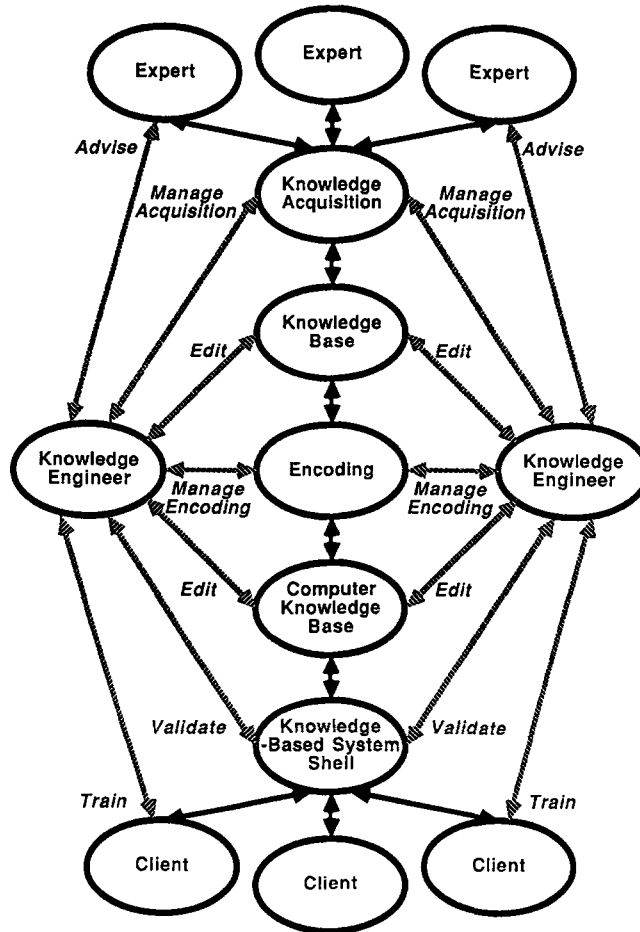 Expert
Expert
Expert
Advise
Advise
Knowledge
Acquisition
Manage
Acquisition
Manage
Acquisition
Knowledge
Base
Edit
Edit
Knowledge
Engineer
Encoding
Knowledge
Engineer
Manage
Encoding
Manage
Encoding
Edit
Computer
Knowledge
Base
Edit
Validate
Knowledge
-Based System
Shell
Validate
Train
Train
Client
Client
Client